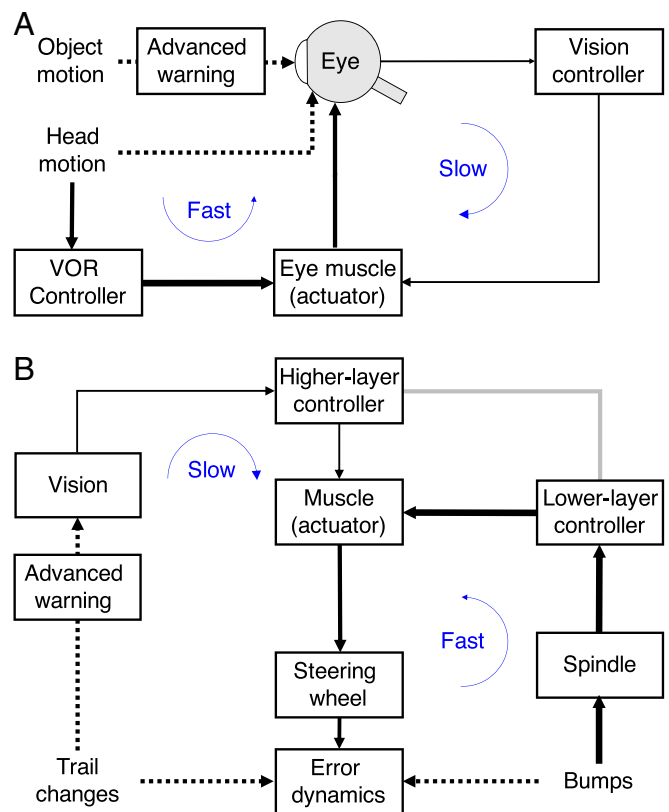 A
Object
motion
Advanced
warning
Eye
Vision
controller
Head
motion
Slow
Fast
VOR
Controller
Eye muscle
(actuator)
B
Higher-layer
controller
Slow
Vision
Muscle
(actuator)
Lower-layer
controller
Advanced
warning
Fast
Spindle
Steering
wheel
Trail
changes
Error
dynamics
Bumps